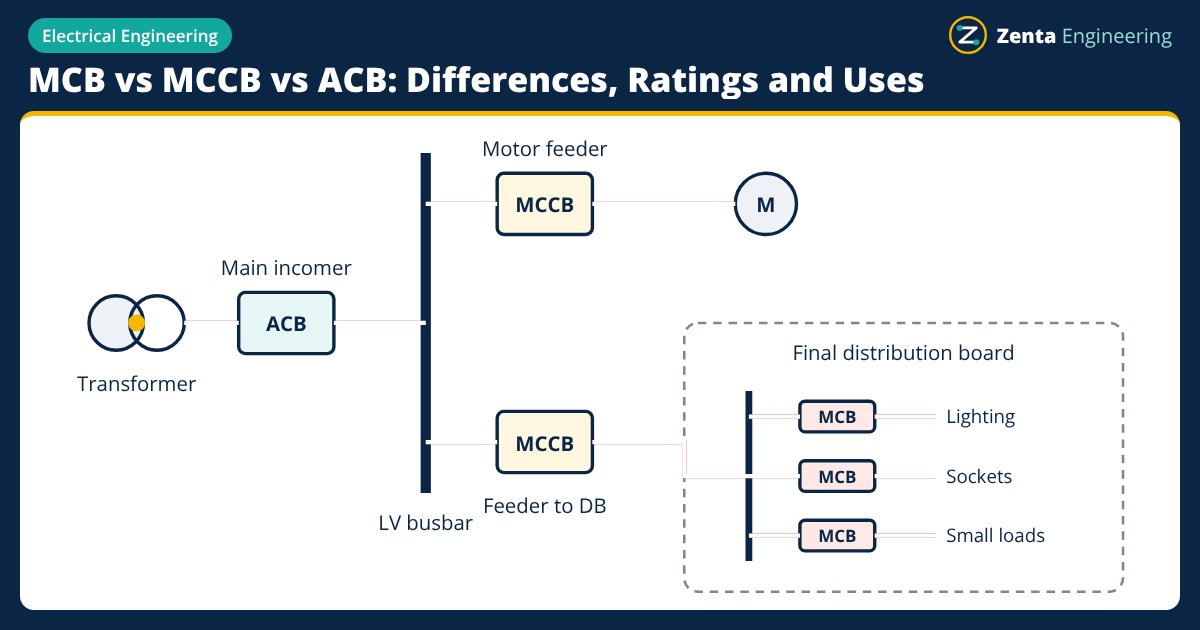 Electrical Engineering
Zenta Engineering
MCB vs MCCB vs ACB: Differences, Ratings and Uses
Motor feeder
MCCB
M
Main incomer
ACB
Transformer
LV busbar
MCCB
Feeder to DB
Final distribution board
MCB
Lighting
MCB
Sockets
MCB
Small loads